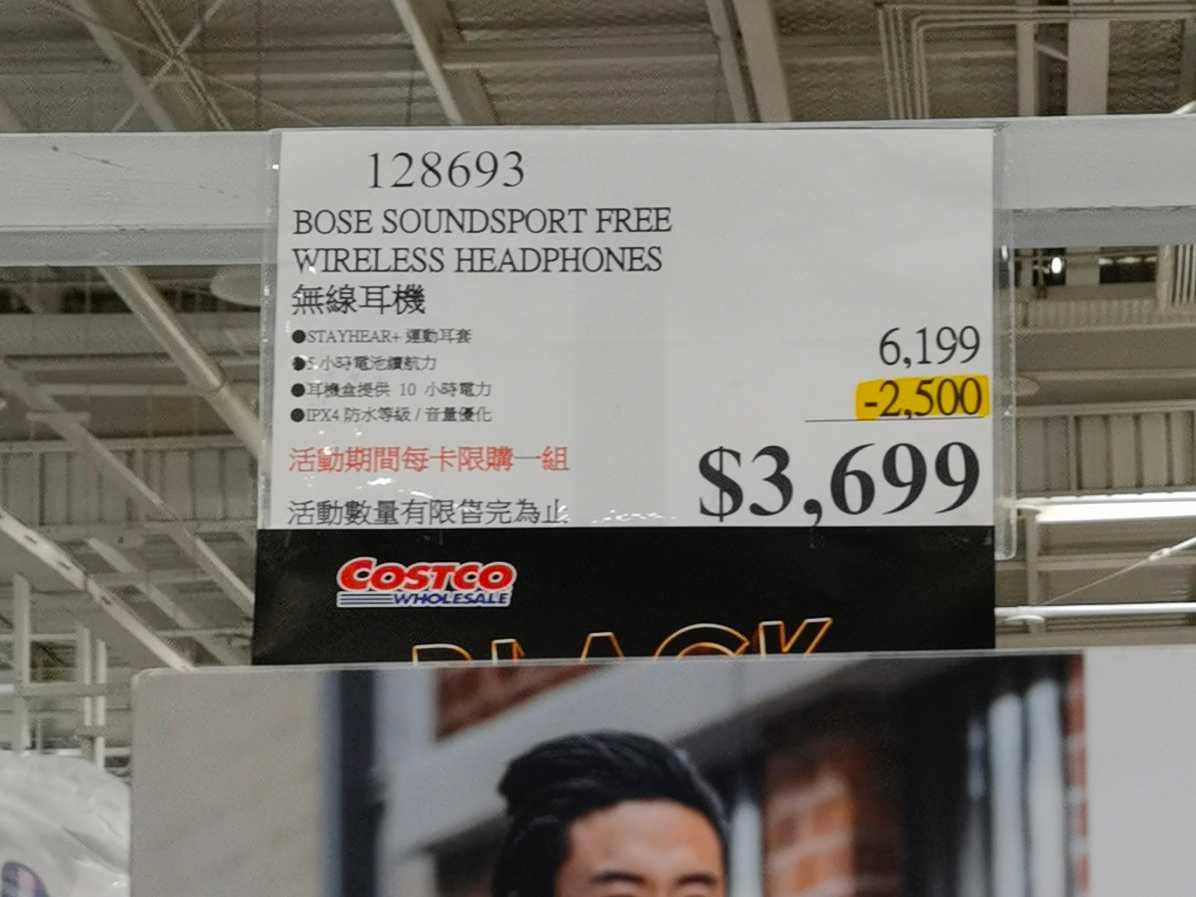 128693
BOSE SOUNDSPORT FREE
WIRELESS HEADPHONES
無線耳機
●STAYHEAR+ 運動耳套
●5 小時電池續航力
●耳機盒提供 10 小時電力
●IPX4 防水等級 / 音量優化
6,199
-2,500
$3,699
活動期間每卡限購一組
活動數量有限售完為止
COSTCO
WHOLESALE
BLACK